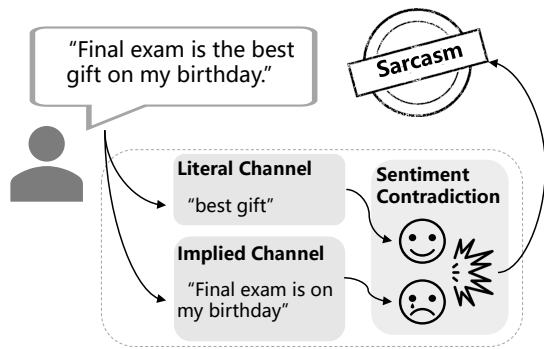 “Final exam is the best
gift on my birthday.”
Sarcasm
Literal Channel
“best gift”
Implied Channel
“Final exam is on
my birthday”
Sentiment
Contradiction